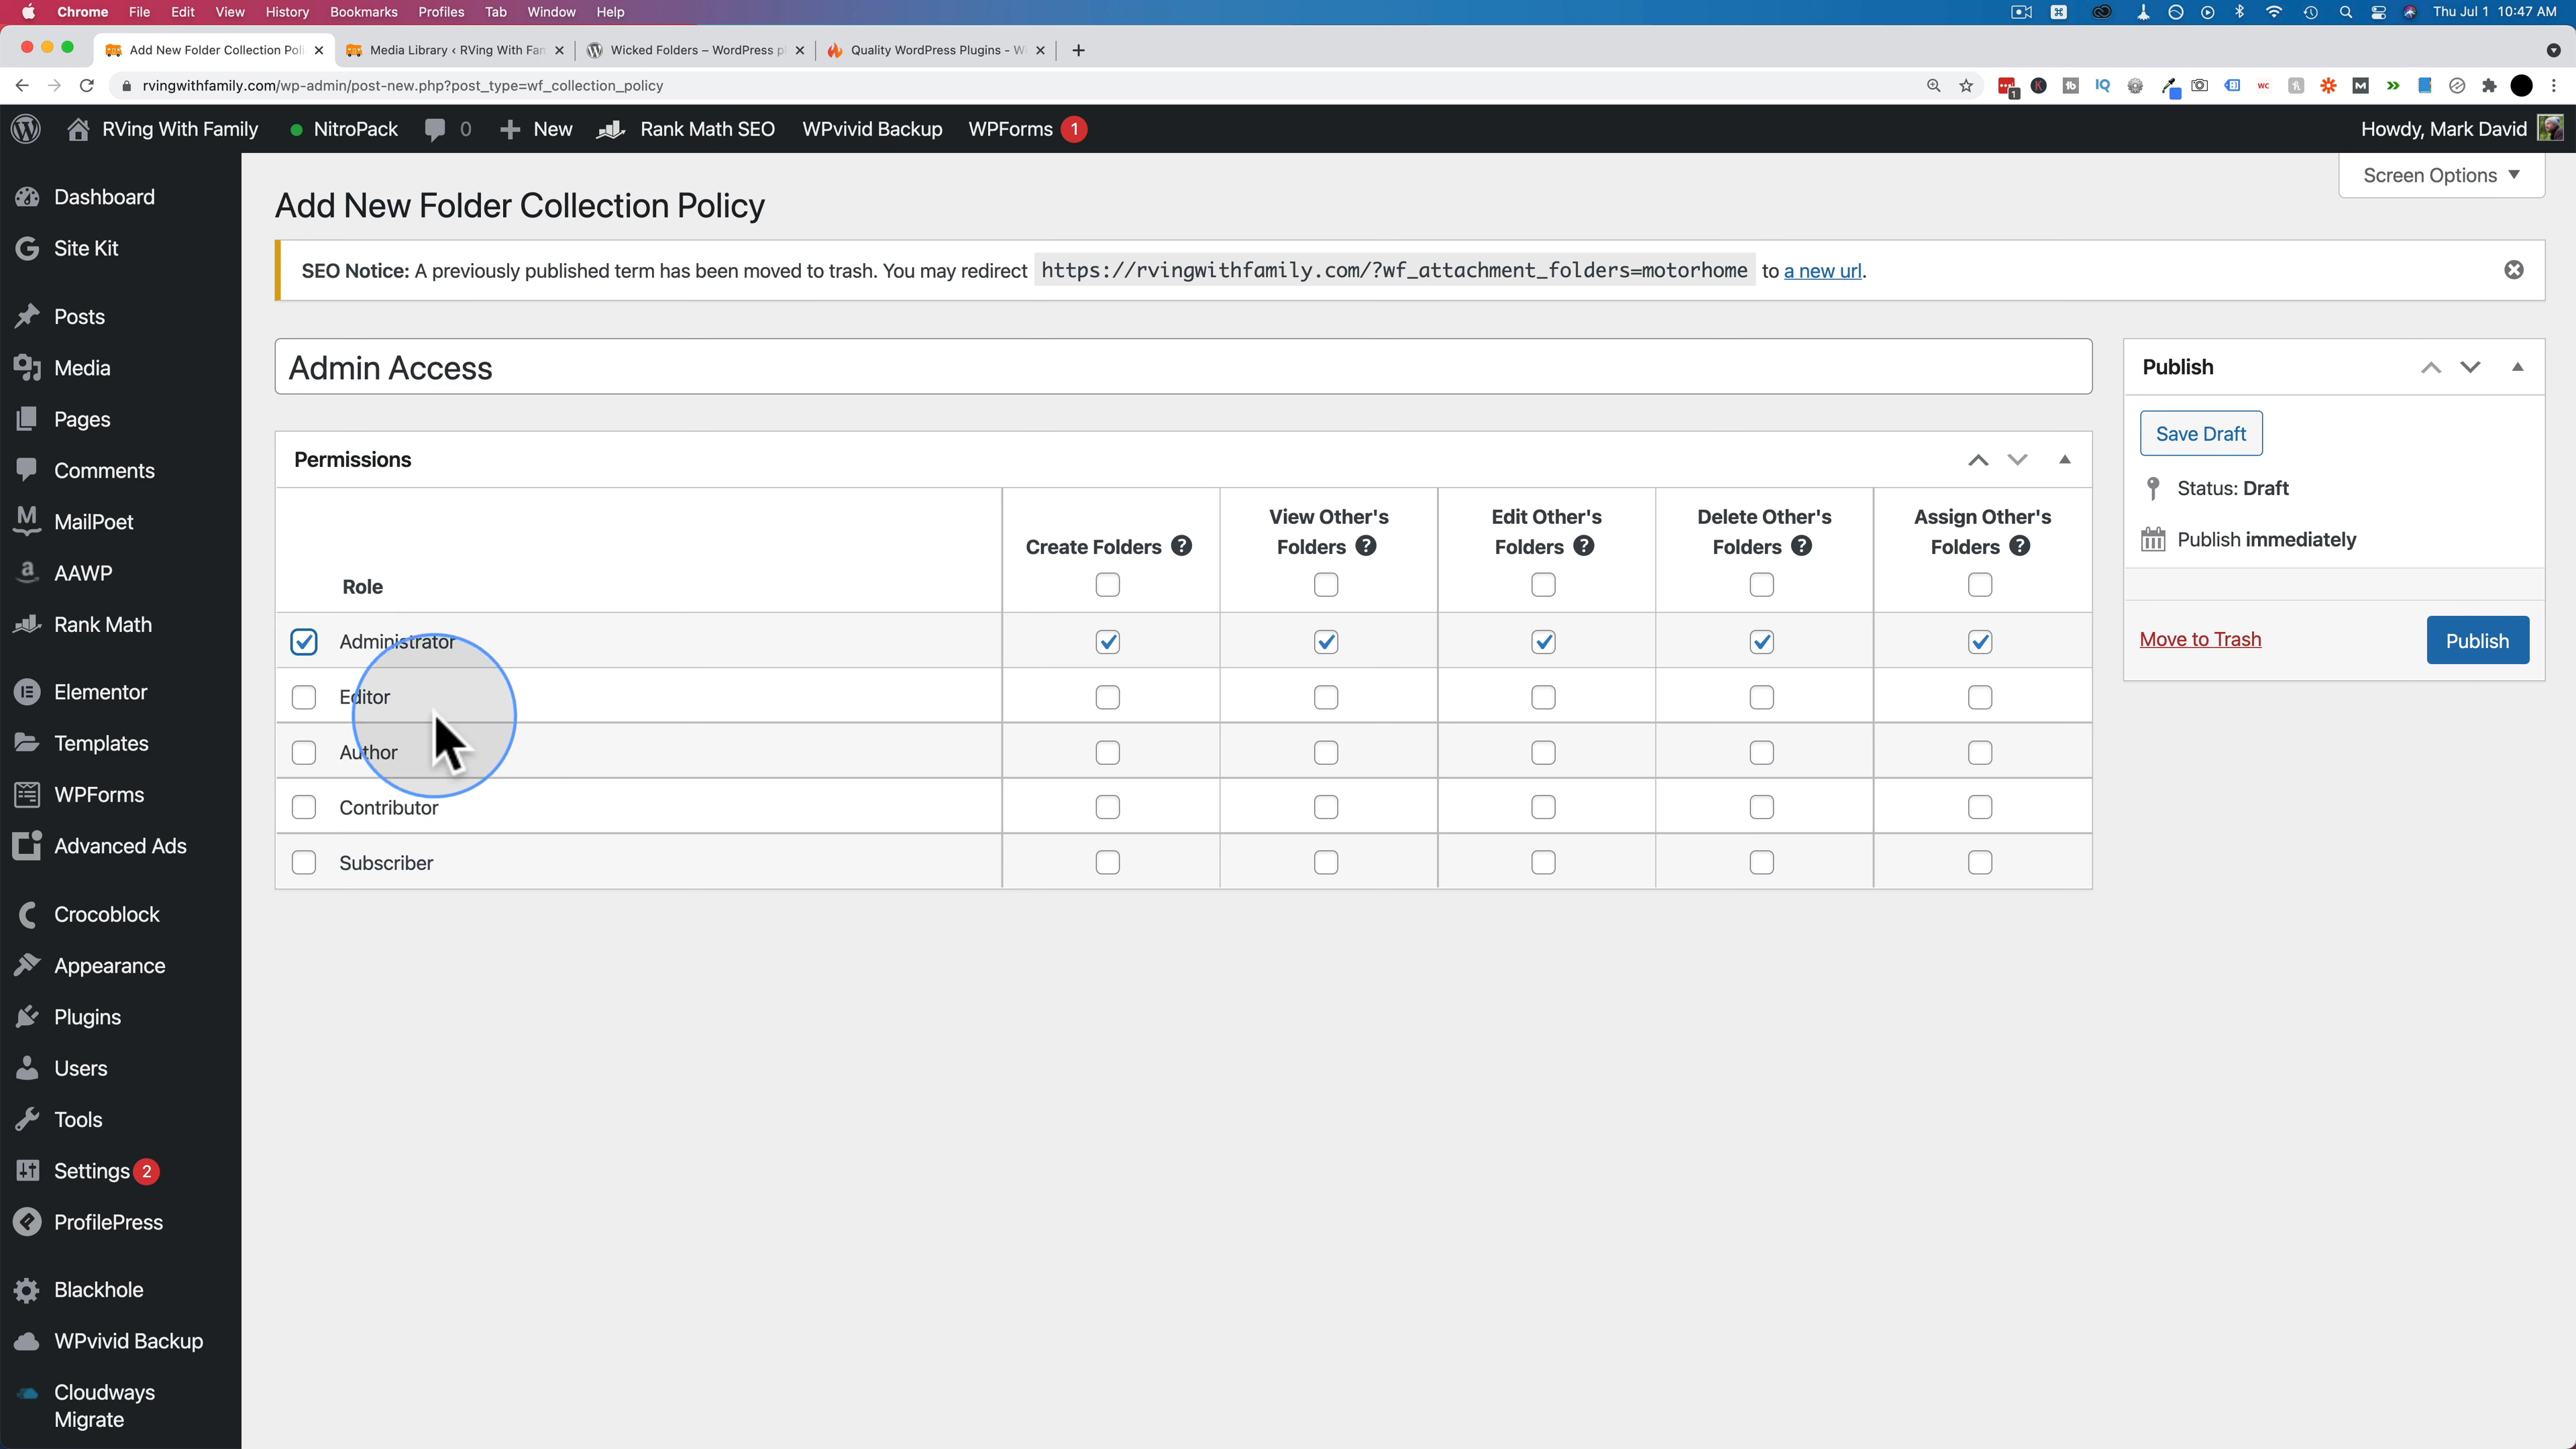 Chrome File Edit View History Bookmarks Profiles Tab Window Help Thu Jul 1 10:47 AM
Add New Folder Collection Poli Media Library ‹ RVing With Fan Wicked Folders – WordPress pl Quality WordPress Plugins - W
rvingwithfamily.com/wp-admin/post-new.php?post_type=wf_collection_policy
RVing With Family NitroPack 0 New Rank Math SEO WPvivid Backup WPForms 1 Howdy, Mark David
Screen Options
Dashboard
Site Kit
Posts
Media
Pages
Comments
MailPoet
AAWP
Rank Math
Elementor
Templates
WPForms
Advanced Ads
Crocoblock
Appearance
Plugins
Users
Tools
Settings 2
ProfilePress
Blackhole
WPvivid Backup
Cloudways
Migrate
Add New Folder Collection Policy
SEO Notice: A previously published term has been moved to trash. You may redirect https://rvingwithfamily.com/?wf_attachment_folders=motorhome to a new url.
Admin Access
Permissions
Role
Create Folders ?
View Other's
Folders ?
Edit Other's
Folders ?
Delete Other's
Folders ?
Assign Other's
Folders ?
Administrator
Editor
Author
Contributor
Subscriber
Publish
Save Draft
Status: Draft
Publish immediately
Move to Trash Publish